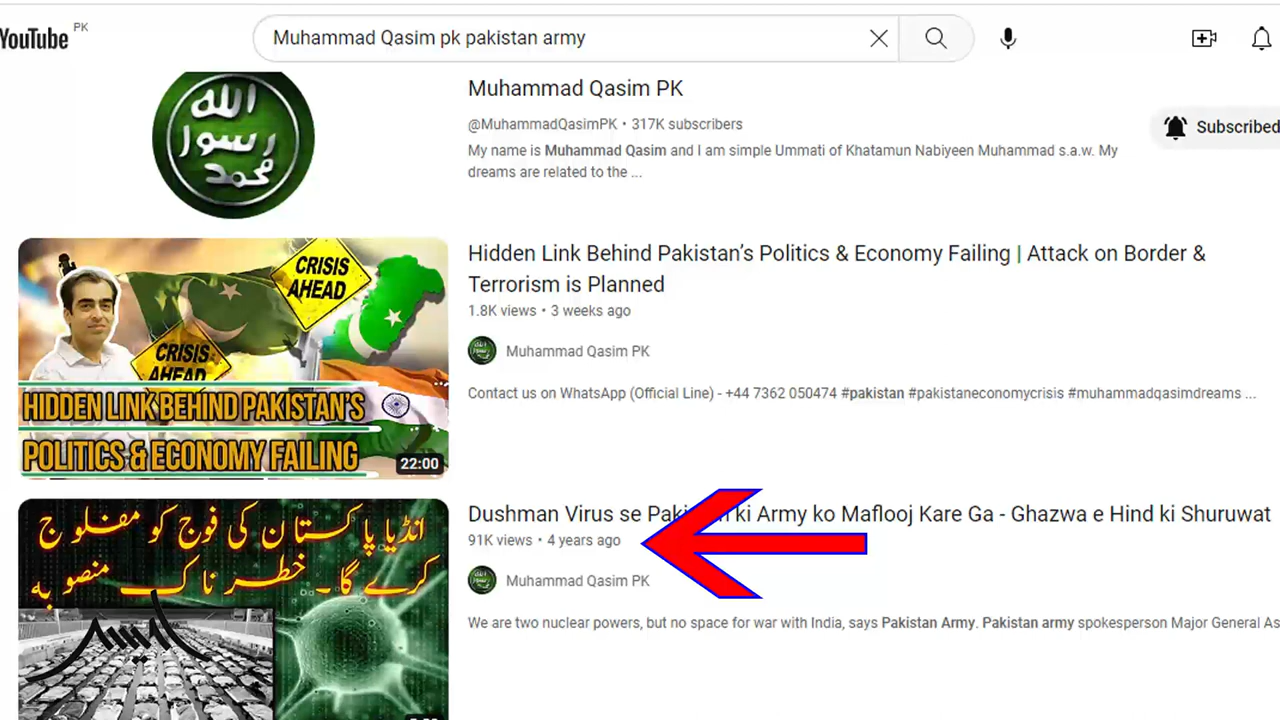 YouTube PK
Muhammad Qasim pk pakistan army
الله
رسول
محمد
Muhammad Qasim PK
@MuhammadQasimPK • 317K subscribers
Subscribed
My name is Muhammad Qasim and I am simple Ummati of Khatamun Nabiyeen Muhammad s.a.w. My
dreams are related to the ...
CRISIS
AHEAD
CRISIS
AHEAD
HIDDEN LINK BEHIND PAKISTAN'S
POLITICS & ECONOMY FAILING
22:00
Hidden Link Behind Pakistan’s Politics & Economy Failing | Attack on Border &
Terrorism is Planned
1.8K views • 3 weeks ago
Muhammad Qasim PK
Contact us on WhatsApp (Official Line) - +44 7362 050474 #pakistan #pakistaneconomycrisis #muhammadqasimdreams ...
انڈیا پاکستان کی فوج کو مفلوج
کرے گا۔ خطرناک منصوبہ
Dushman Virus se Pakistan ki Army ko Maflooj Kare Ga - Ghazwa e Hind ki Shuruwat
91K views • 4 years ago
Muhammad Qasim PK
We are two nuclear powers, but no space for war with India, says Pakistan Army. Pakistan army spokesperson Major General As